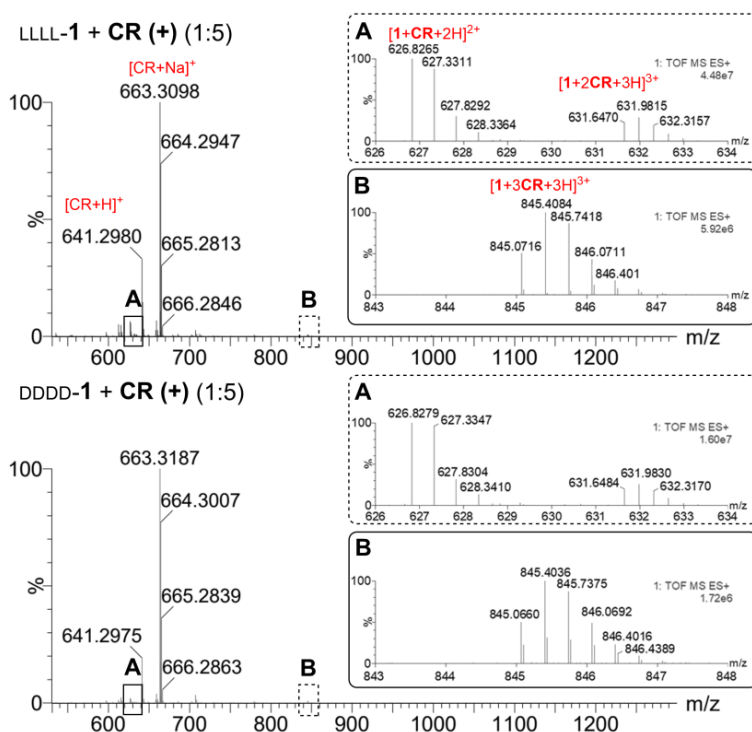 LLLL-1 + CR (+) (1:5)
[CR+Na]⁺
663.3098
100
664.2947
[CR+H]⁺
%
641.2980
665.2813
666.2846
A
B
0
600 700 800 900 1000 1100 1200 m/z
A
[1+CR+2H]²⁺
626.8265
627.3311
1: TOF MS ES+
4.48e7
[1+2CR+3H]³⁺
100
%
627.8292
628.3364
631.6470
631.9815
632.3157
0
626 627 628 629 630 631 632 633 634 m/z
B
[1+3CR+3H]³⁺
845.4084
845.7418
1: TOF MS ES+
5.92e6
100
%
845.0716
846.0711
846.401
0
843 844 845 846 847 848 m/z
DDDD-1 + CR (+) (1:5)
663.3187
100
664.3007
%
665.2839
641.2975
666.2863
A
B
0
600 700 800 900 1000 1100 1200 m/z
A
626.8279
627.3347
1: TOF MS ES+
1.60e7
100
%
627.8304
628.3410
631.6484
631.9830
632.3170
0
626 627 628 629 630 631 632 633 634 m/z
B
845.4036
845.7375
1: TOF MS ES+
1.72e6
100
%
845.0660
846.0692
846.4016
846.4389
0
843 844 845 846 847 848 m/z